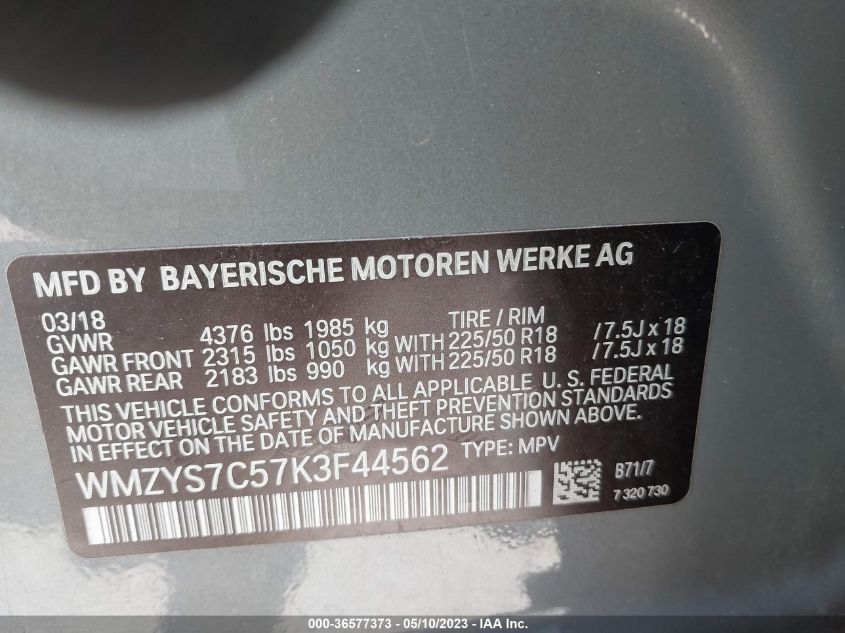 MFD BY BAYERISCHE MOTOREN WERKE AG
03/18 TIRE / RIM
GVWR 4376 lbs 1985 kg
GAWR FRONT 2315 lbs 1050 kg WITH 225/50 R18 /7.5J x 18
GAWR REAR 2183 lbs 990 kg WITH 225/50 R18 /7.5J x 18
THIS VEHICLE CONFORMS TO ALL APPLICABLE U. S. FEDERAL
MOTOR VEHICLE SAFETY AND THEFT PREVENTION STANDARDS
IN EFFECT ON THE DATE OF MANUFACTURE SHOWN ABOVE.
WMZYS7C57K3F44562 TYPE: MPV
B71/7
7 320 730
000-36577373 - 05/10/2023 - IAA Inc.